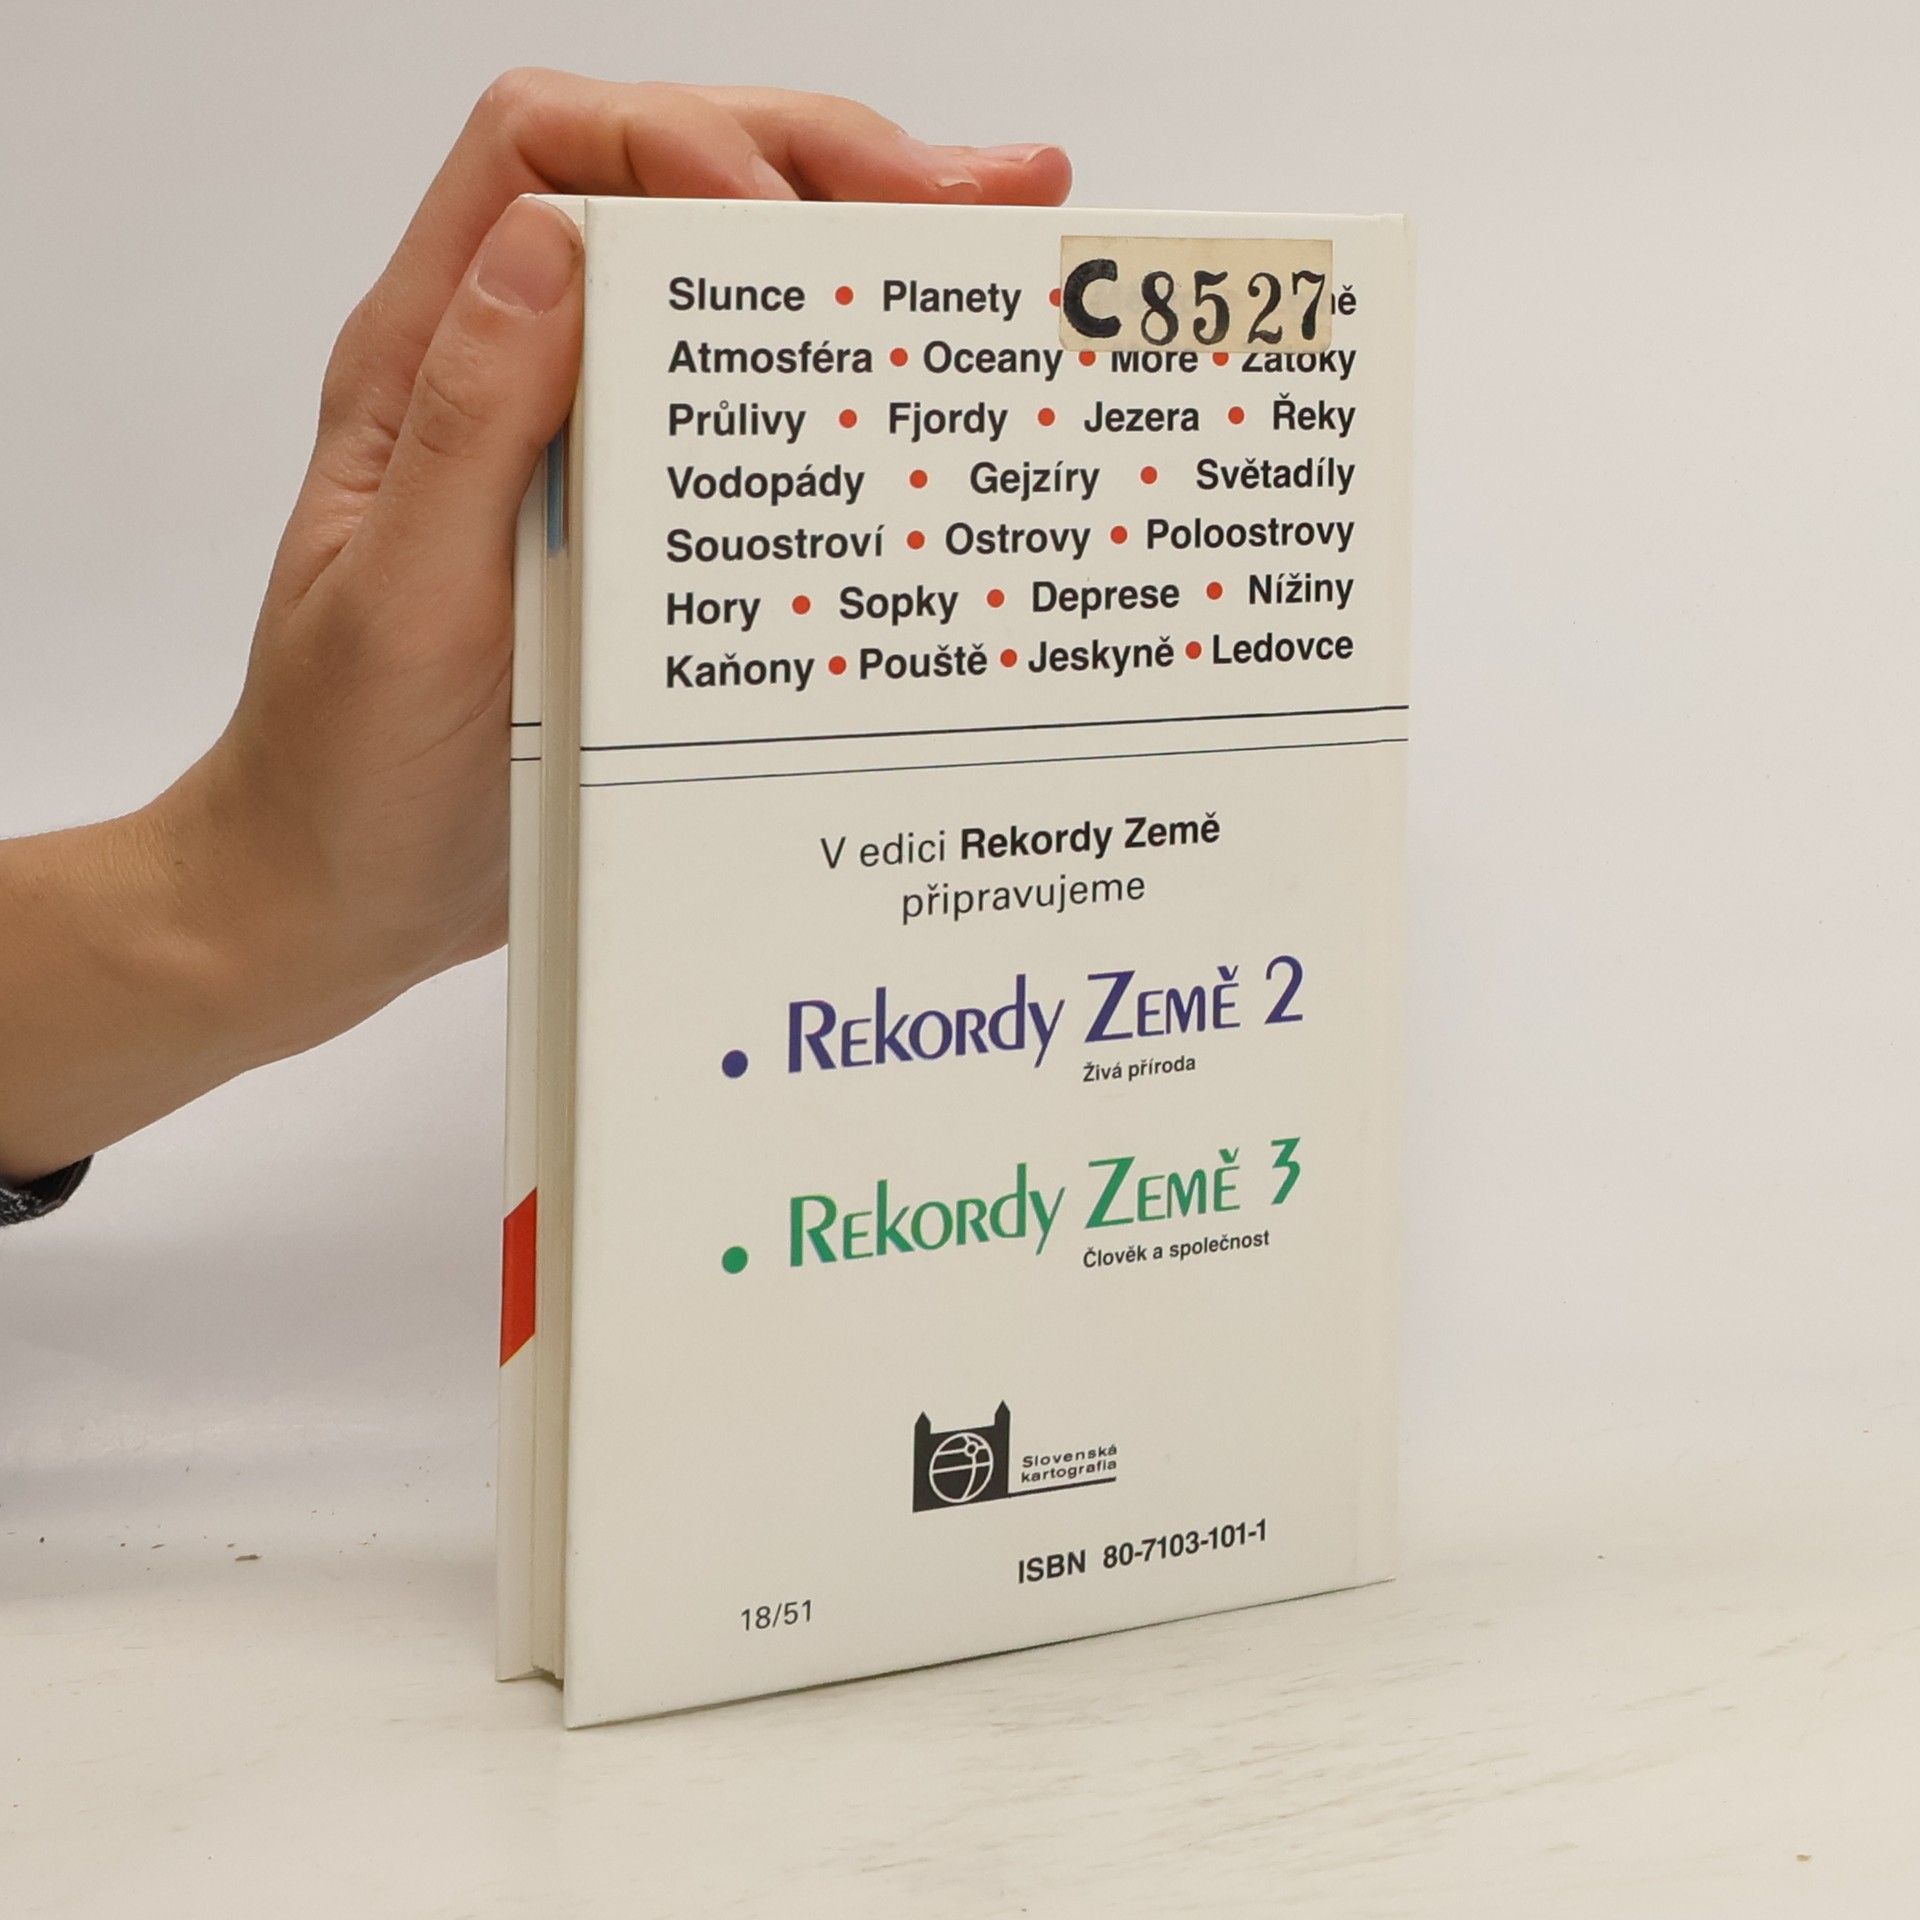 Slunce • Planety •
C 8527
Atmosféra • Oceany • Moře • Zátoky
Průlivy • Fjordy • Jezera • Řeky
Vodopády • Gejzíry • Světadíly
Souostroví • Ostrovy • Poloostrovy
Hory • Sopky • Deprese • Nížiny
Kaňony • Pouště • Jeskyně • Ledovce
V edici Rekordy Země
připravujeme
• Rekordy Země 2
Živá příroda
• Rekordy Země 3
Člověk a společnost
Slovenská
kartografia
ISBN 80-7103-101-1
18/51